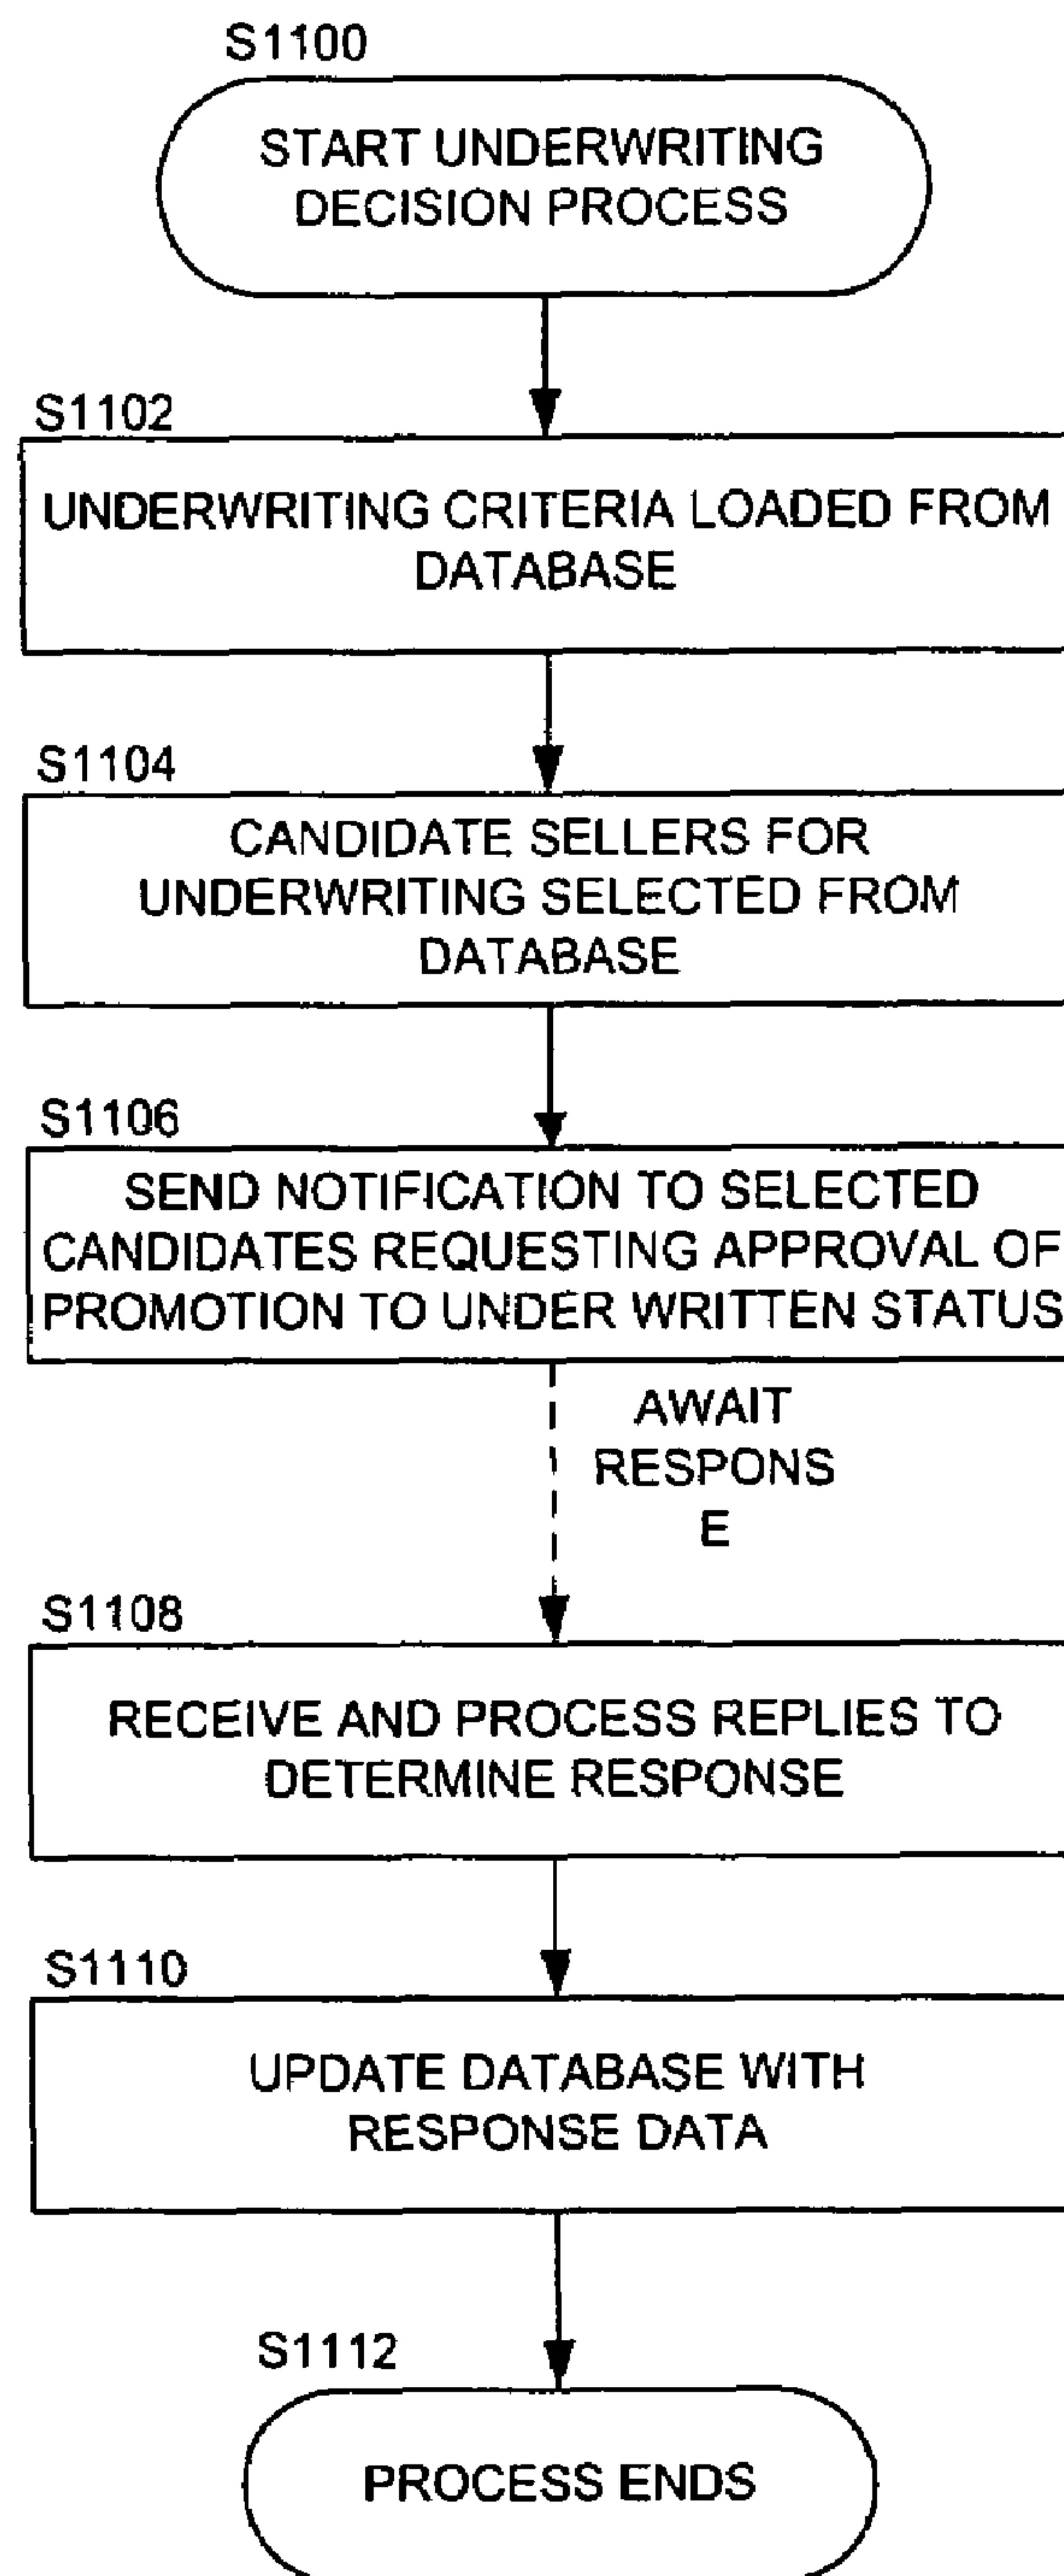 S1100
START UNDERWRITING
DECISION PROCESS
S1102
UNDERWRITING CRITERIA LOADED FROM
DATABASE
S1104
CANDIDATE SELLERS FOR
UNDERWRITING SELECTED FROM
DATABASE
S1106
SEND NOTIFICATION TO SELECTED
CANDIDATES REQUESTING APPROVAL OF
PROMOTION TO UNDER WRITTEN STATUS
AWAIT
RESPONS
E
S1108
RECEIVE AND PROCESS REPLIES TO
DETERMINE RESPONSE
S1110
UPDATE DATABASE WITH
RESPONSE DATA
S1112
PROCESS ENDS